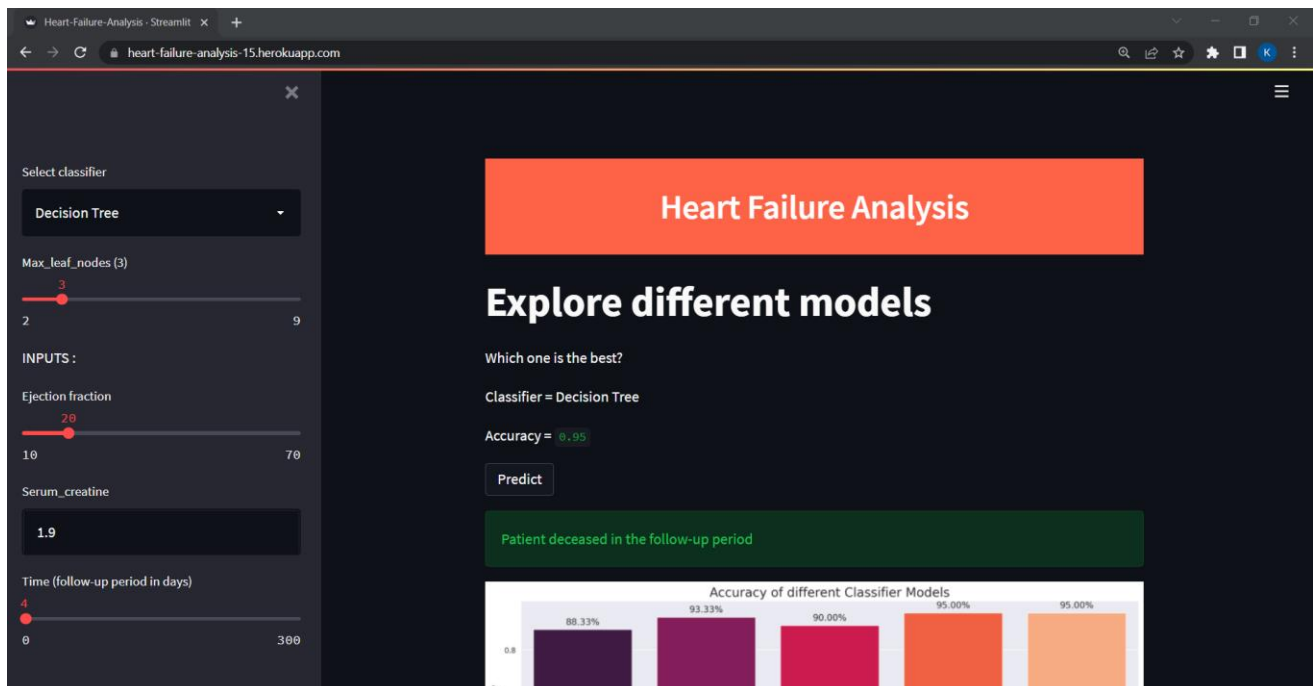 Heart-Failure-Analysis · Streamlit
heart-failure-analysis-15.herokuapp.com
K
Select classifier
Decision Tree
Max_leaf_nodes (3)
3
2 9
INPUTS :
Ejection fraction
20
10 70
Serum_creatine
1.9
Time (follow-up period in days)
4
0 300
Heart Failure Analysis
Explore different models
Which one is the best?
Classifier = Decision Tree
Accuracy = 0.95
Predict
Patient deceased in the follow-up period
Accuracy of different Classifier Models
88.33% 93.33% 90.00% 95.00% 95.00%
0.8